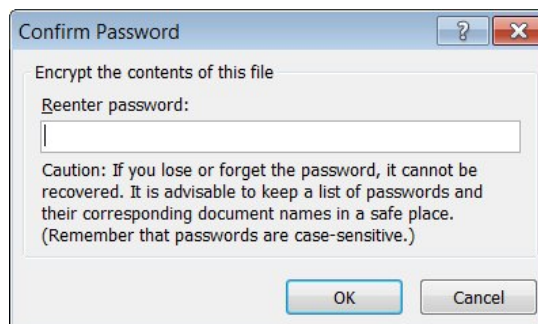 Confirm Password
Encrypt the contents of this file
Reenter password:
Caution: If you lose or forget the password, it cannot be
recovered. It is advisable to keep a list of passwords and
their corresponding document names in a safe place.
(Remember that passwords are case-sensitive.)
OK Cancel